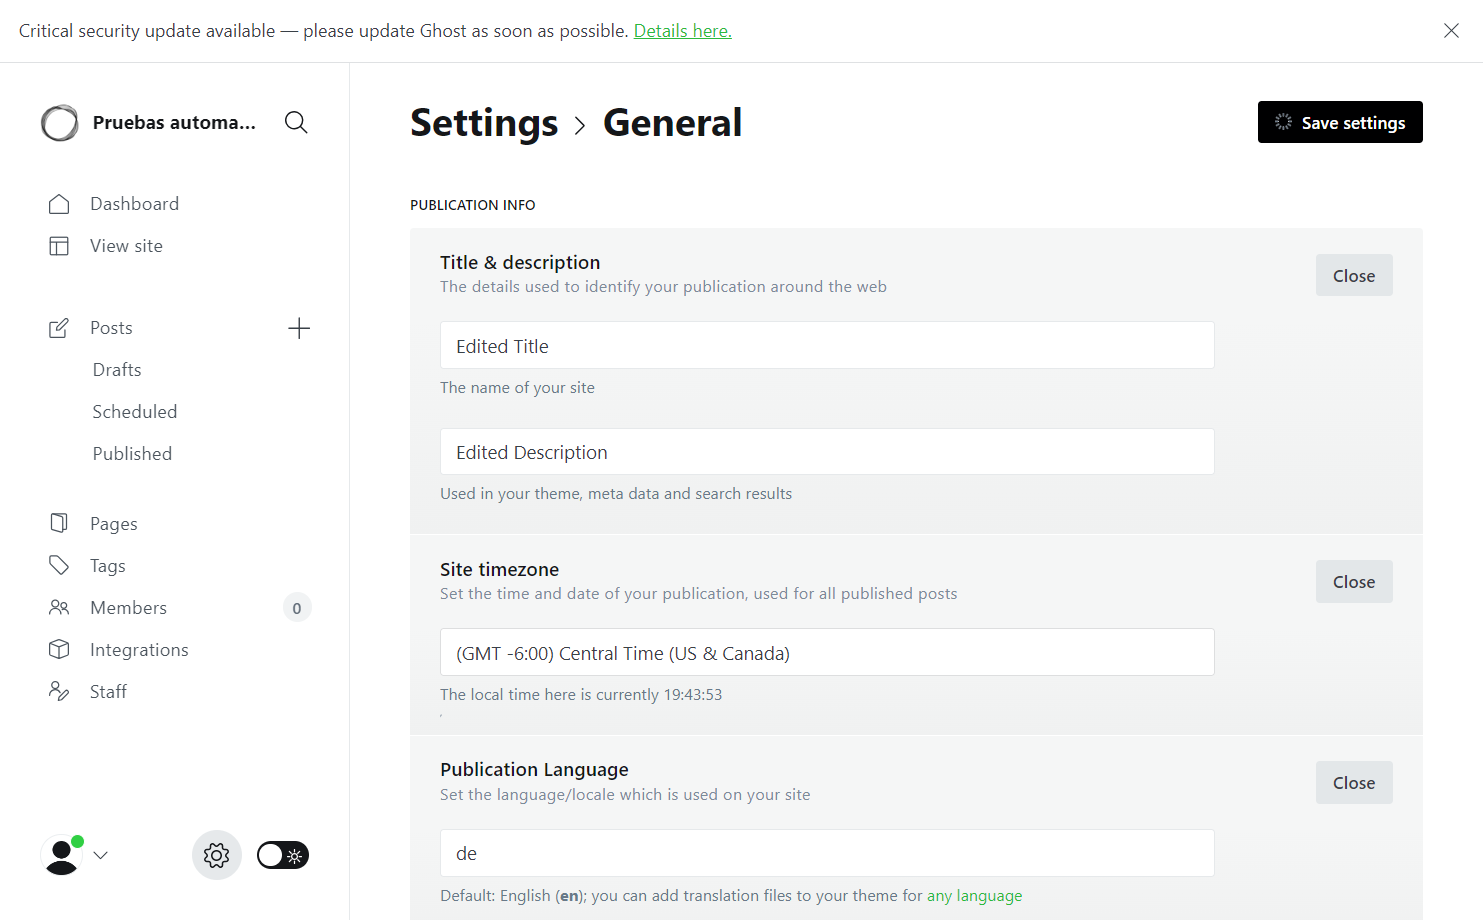 Critical security update available — please update Ghost as soon as possible. Details here.
Pruebas automa...
Settings > General
Save settings
Dashboard
View site
Posts
Drafts
Scheduled
Published
Pages
Tags
Members
0
Integrations
Staff
PUBLICATION INFO
Title & description
The details used to identify your publication around the web
Close
Edited Title
The name of your site
Edited Description
Used in your theme, meta data and search results
Site timezone
Set the time and date of your publication, used for all published posts
Close
(GMT -6:00) Central Time (US & Canada)
The local time here is currently 19:43:53
Publication Language
Set the language/locale which is used on your site
Close
de
Default: English (en); you can add translation files to your theme for any language